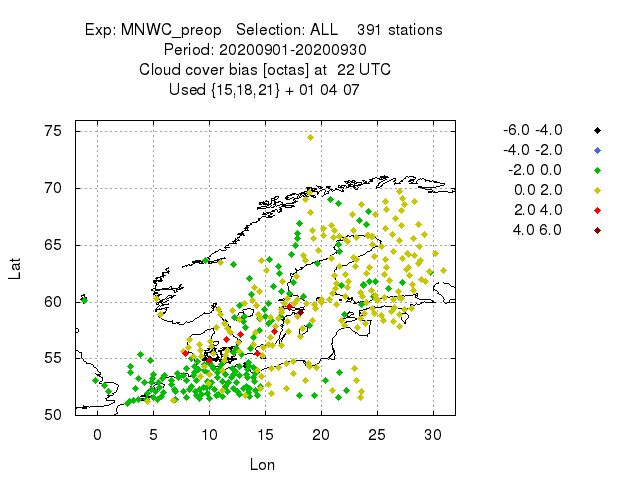 Exp: MNWC_preop   Selection: ALL    391 stations
Period: 20200901-20200930
Cloud cover bias [octas] at  22 UTC
Used {15,18,21} + 01 04 07
75
70
65
60
55
50
Lat
0 5 10 15 20 25 30
Lon
-6.0 -4.0
-4.0 -2.0
-2.0 0.0
0.0 2.0
2.0 4.0
4.0 6.0